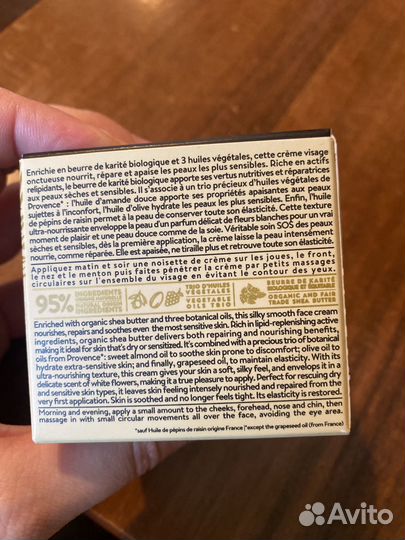 Enrichie en beurre de karité biologique et 3 huiles végétales, cette crème visage
onctueuse nourrit, répare et apaise les peaux les plus sensibles. Riche en actifs
relipidants, le beurre de karité biologique apporte ses vertus nutritives et réparatrices
aux peaux sèches et sensibles. Il s'associe à un trio précieux d'huiles végétales de
Provence* : l'huile d'amande douce apporte ses propriétés apaisantes aux peaux
sujettes à l'inconfort, l'huile d'olive hydrate les peaux les plus sensibles. Enfin, l'huile
de pépins de raisin permet à la peau de conserver toute son élasticité. Cette texture
ultra-nourrissante enveloppe la peau d'un parfum délicat de fleurs blanches pour un vrai
moment de plaisir et une peau douce comme de la soie. Véritable soin SOS des peaux
sèches et sensibles, dès la première application, la crème laisse la peau intensément
nourrie, comme réparée. Elle est apaisée, ne tiraille plus et retrouve toute son élasticité.
Appliquez matin et soir une noisette de crème sur les joues, le front,
le nez et le menton puis faites pénétrer la crème par petits massages
circulaires sur l'ensemble du visage en évitant le contour des yeux.
95%
TRIO D'HUILES
VÉGÉTALES
VEGETABLE
OILS TRIO
BEURRE DE KARITÉ
BIOLOGIQUE ET ÉQUITABLE
ORGANIC AND FAIR
TRADE SHEA BUTTER
Enriched with organic shea butter and three botanical oils, this silky smooth face cream
nourishes, repairs and soothes even the most sensitive skin. Rich in lipid-replenishing active
ingredients, organic shea butter delivers both repairing and nourishing benefits,
making it ideal for skin that's dry or sensitized. It's combined with a precious trio of botanical
oils from Provence*: sweet almond oil to soothe skin prone to discomfort; olive oil to
hydrate extra-sensitive skin; and finally, grapeseed oil, to maintain elasticity. With its
ultra-nourishing texture, this cream gives your skin a soft, silky feel, and envelops it in a
delicate scent of white flowers, making it a true pleasure to apply. Perfect for rescuing dry
and sensitive skin types, it leaves skin feeling intensely nourished and repaired from the
very first application. Skin is soothed and no longer feels tight. Its elasticity is restored.
Morning and evening, apply a small amount to the cheeks, forehead, nose and chin, then
massage in with small circular movements all over the face, avoiding the eye area.
*sauf Huile de pépins de raisin origine France |*except the grapeseed oil (from France)
Avito